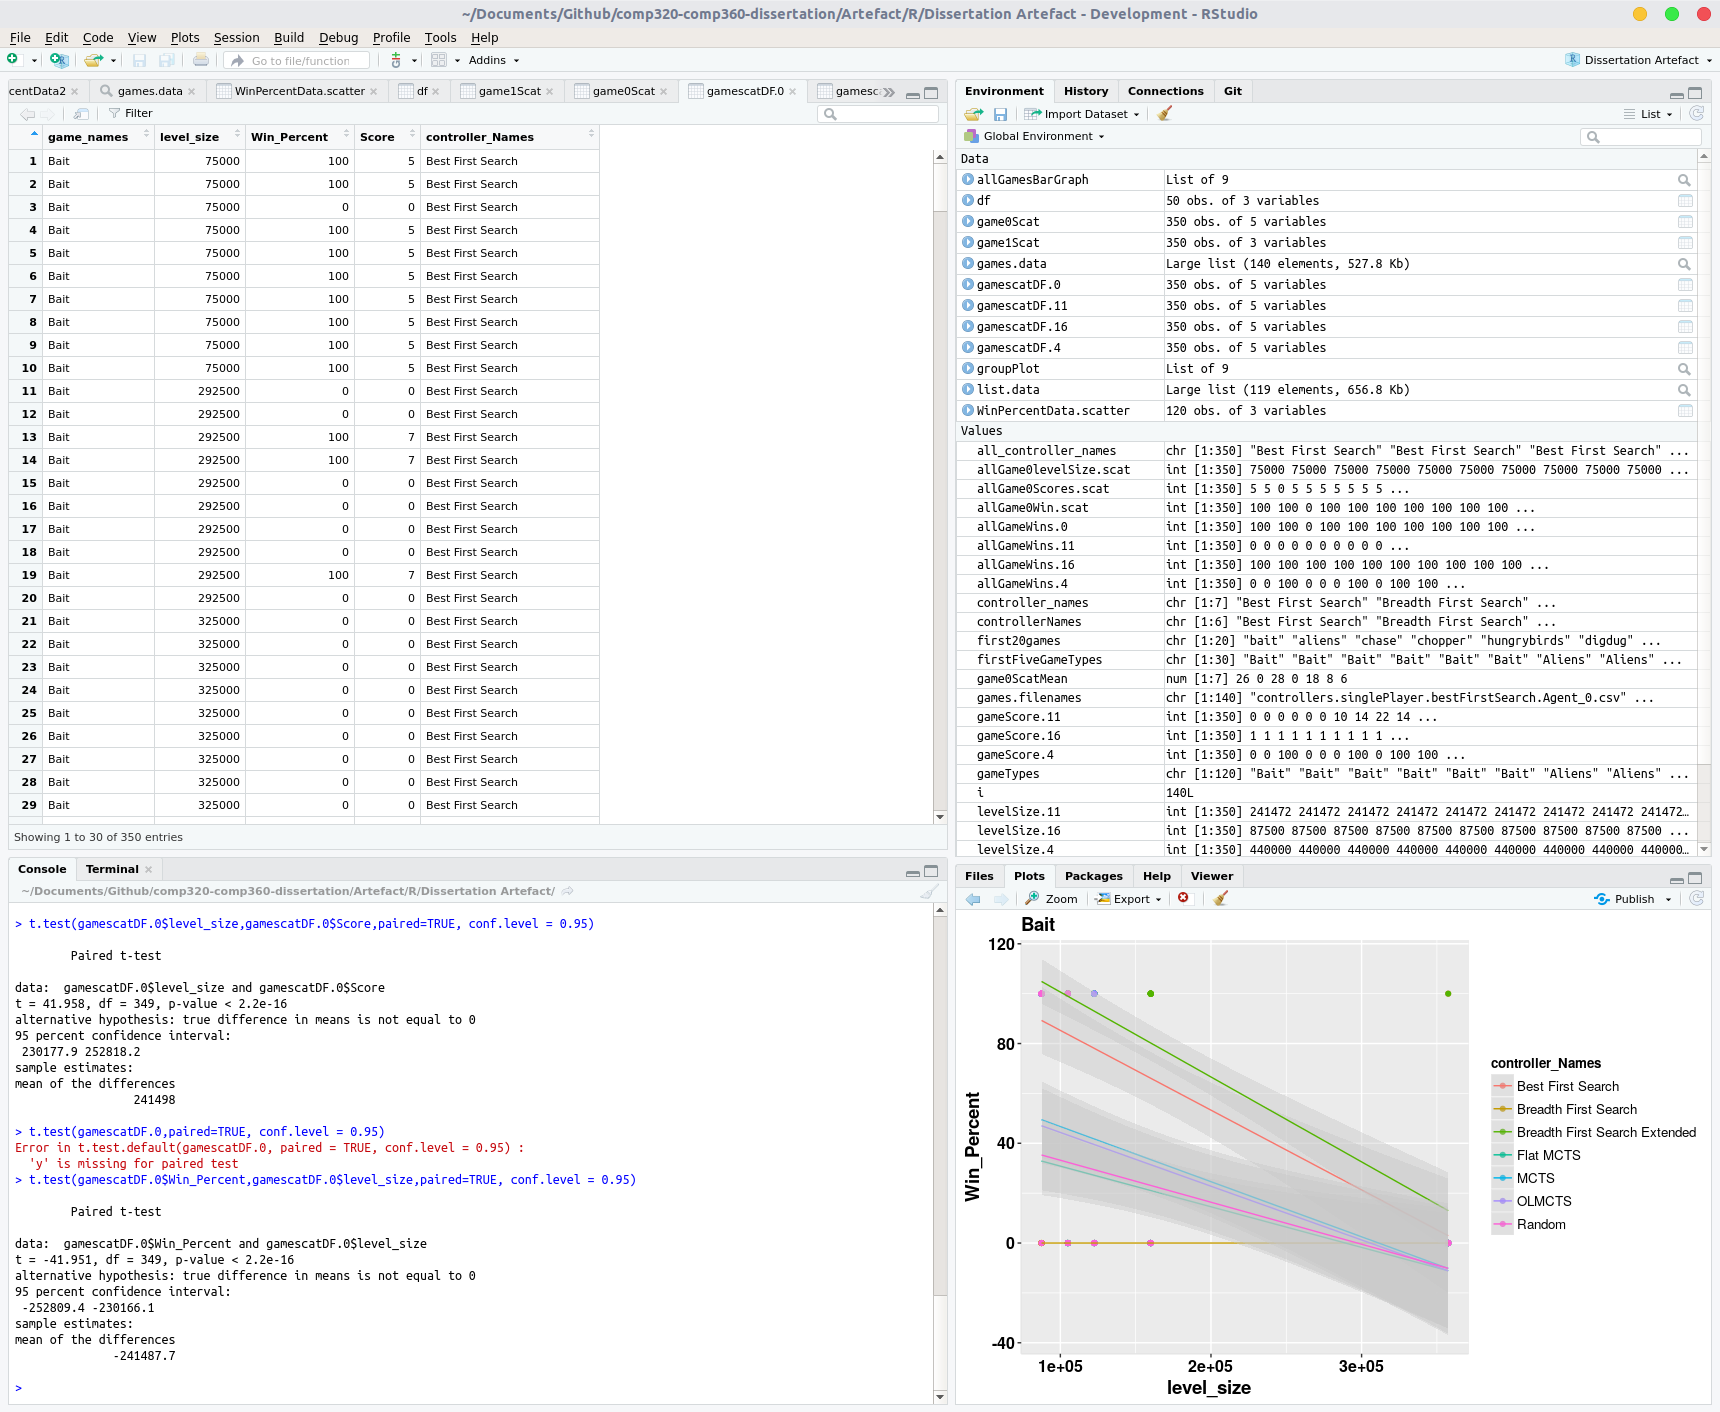 ~/Documents/Github/comp320-comp360-dissertation/Artefact/R/Dissertation Artefact - Development - RStudio
File Edit Code View Plots Session Build Debug Profile Tools Help
Go to file/function Addins Dissertation Artefact
centData2 games.data WinPercentData.scatter df game1Scat game0Scat gamescatDF.0 gamesc
Filter
game_names level_size Win_Percent Score controller_Names
1 Bait 75000 100 5 Best First Search
2 Bait 75000 100 5 Best First Search
3 Bait 75000 0 0 Best First Search
4 Bait 75000 100 5 Best First Search
5 Bait 75000 100 5 Best First Search
6 Bait 75000 100 5 Best First Search
7 Bait 75000 100 5 Best First Search
8 Bait 75000 100 5 Best First Search
9 Bait 75000 100 5 Best First Search
10 Bait 75000 100 5 Best First Search
11 Bait 292500 0 0 Best First Search
12 Bait 292500 0 0 Best First Search
13 Bait 292500 100 7 Best First Search
14 Bait 292500 100 7 Best First Search
15 Bait 292500 0 0 Best First Search
16 Bait 292500 0 0 Best First Search
17 Bait 292500 0 0 Best First Search
18 Bait 292500 0 0 Best First Search
19 Bait 292500 100 7 Best First Search
20 Bait 292500 0 0 Best First Search
21 Bait 325000 0 0 Best First Search
22 Bait 325000 0 0 Best First Search
23 Bait 325000 0 0 Best First Search
24 Bait 325000 0 0 Best First Search
25 Bait 325000 0 0 Best First Search
26 Bait 325000 0 0 Best First Search
27 Bait 325000 0 0 Best First Search
28 Bait 325000 0 0 Best First Search
29 Bait 325000 0 0 Best First Search
Showing 1 to 30 of 350 entries
Console Terminal
~/Documents/Github/comp320-comp360-dissertation/Artefact/R/Dissertation Artefact/
> t.test(gamescatDF.0$level_size,gamescatDF.0$Score,paired=TRUE, conf.level = 0.95)
Paired t-test
data:  gamescatDF.0$level_size and gamescatDF.0$Score
t = 41.958, df = 349, p-value < 2.2e-16
alternative hypothesis: true difference in means is not equal to 0
95 percent confidence interval:
230177.9 252818.2
sample estimates:
mean of the differences
241498
> t.test(gamescatDF.0,paired=TRUE, conf.level = 0.95)
Error in t.test.default(gamescatDF.0, paired = TRUE, conf.level = 0.95) :
'y' is missing for paired test
> t.test(gamescatDF.0$Win_Percent,gamescatDF.0$level_size,paired=TRUE, conf.level = 0.95)
Paired t-test
data:  gamescatDF.0$Win_Percent and gamescatDF.0$level_size
t = -41.951, df = 349, p-value < 2.2e-16
alternative hypothesis: true difference in means is not equal to 0
95 percent confidence interval:
-252809.4 -230166.1
sample estimates:
mean of the differences
-241487.7
>
Environment History Connections Git
Import Dataset List
Global Environment
Data
allGamesBarGraph List of 9
df 50 obs. of 3 variables
game0Scat 350 obs. of 5 variables
game1Scat 350 obs. of 3 variables
games.data Large list (140 elements, 527.8 Kb)
gamescatDF.0 350 obs. of 5 variables
gamescatDF.11 350 obs. of 5 variables
gamescatDF.16 350 obs. of 5 variables
gamescatDF.4 350 obs. of 5 variables
groupPlot List of 9
list.data Large list (119 elements, 656.8 Kb)
WinPercentData.scatter 120 obs. of 3 variables
Values
all_controller_names chr [1:350] "Best First Search" "Best First Search" "Best First Search" ...
allGame0levelSize.scat int [1:350] 75000 75000 75000 75000 75000 75000 75000 75000 75000 75000 ...
allGame0Scores.scat int [1:350] 5 5 0 5 5 5 5 5 5 5 ...
allGame0Win.scat int [1:350] 100 100 0 100 100 100 100 100 100 100 ...
allGameWins.0 int [1:350] 100 100 0 100 100 100 100 100 100 100 ...
allGameWins.11 int [1:350] 0 0 0 0 0 0 0 0 0 0 ...
allGameWins.16 int [1:350] 100 100 100 100 100 100 100 100 100 100 ...
allGameWins.4 int [1:350] 0 0 100 0 0 0 100 0 100 100 ...
controller_names chr [1:7] "Best First Search" "Breadth First Search" ...
controllerNames chr [1:6] "Best First Search" "Breadth First Search" ...
first20games chr [1:20] "bait" "aliens" "chase" "chopper" "hungrybirds" "digdug" ...
firstFiveGameTypes chr [1:30] "Bait" "Bait" "Bait" "Bait" "Bait" "Bait" "Aliens" "Aliens" ...
game0ScatMean num [1:7] 26 0 28 0 18 8 6
games.filenames chr [1:140] "controllers.singlePlayer.bestFirstSearch.Agent_0.csv" ...
gameScore.11 int [1:350] 0 0 0 0 0 0 10 14 22 14 ...
gameScore.16 int [1:350] 1 1 1 1 1 1 1 1 1 1 ...
gameScore.4 int [1:350] 0 0 100 0 0 0 100 0 100 100 ...
gameTypes chr [1:120] "Bait" "Bait" "Bait" "Bait" "Bait" "Bait" "Aliens" "Aliens" ...
i 140L
levelSize.11 int [1:350] 241472 241472 241472 241472 241472 241472 241472 241472 241472…
levelSize.16 int [1:350] 87500 87500 87500 87500 87500 87500 87500 87500 87500 87500 ...
levelSize.4 int [1:350] 440000 440000 440000 440000 440000 440000 440000 440000 440000…
Files Plots Packages Help Viewer
Zoom Export Publish
Bait
120
80
40
0
-40
Win_Percent
1e+05 2e+05 3e+05
level_size
controller_Names
Best First Search
Breadth First Search
Breadth First Search Extended
Flat MCTS
MCTS
OLMCTS
Random